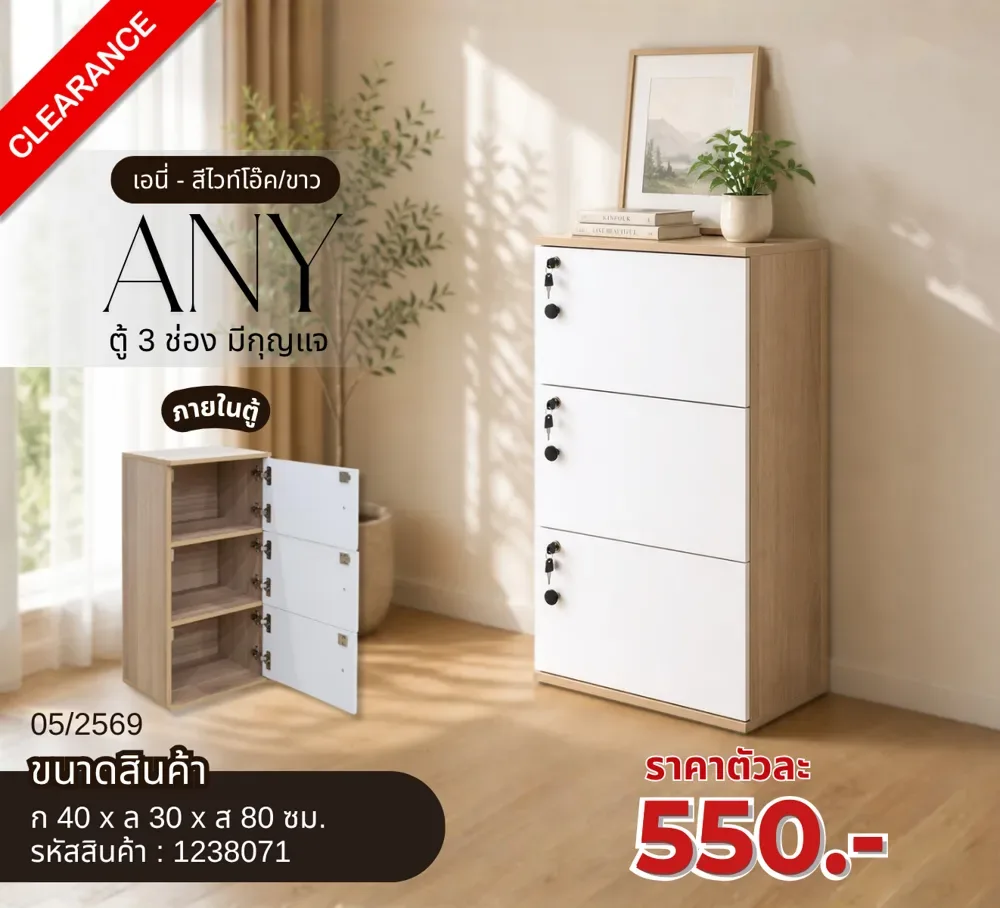 CLEARANCE
เอนี่ - สีไวท์โอ๊ค/ขาว
ANY
ตู้ 3 ช่อง มีกุญแจ
ภายในตู้
KINFOLK
05/2569
ขนาดสินค้า
ก 40 x ล 30 x ส 80 ซม.
รหัสสินค้า : 1238071
ราคาตัวละ
550.-